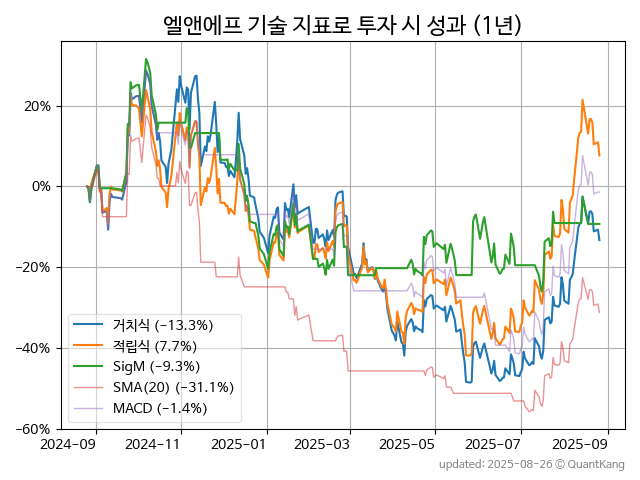 엘앤에프 기술 지표로 투자 시 성과 (1년)
20%
0%
−20%
−40%
−60%
거치식 (−13.3%)
적립식 (7.7%)
SigM (−9.3%)
SMA(20) (−31.1%)
MACD (−1.4%)
2024−09 2024−11 2025−01 2025−03 2025−05 2025−07 2025−09
updated: 2025−08−26 ⓒ QuantKang